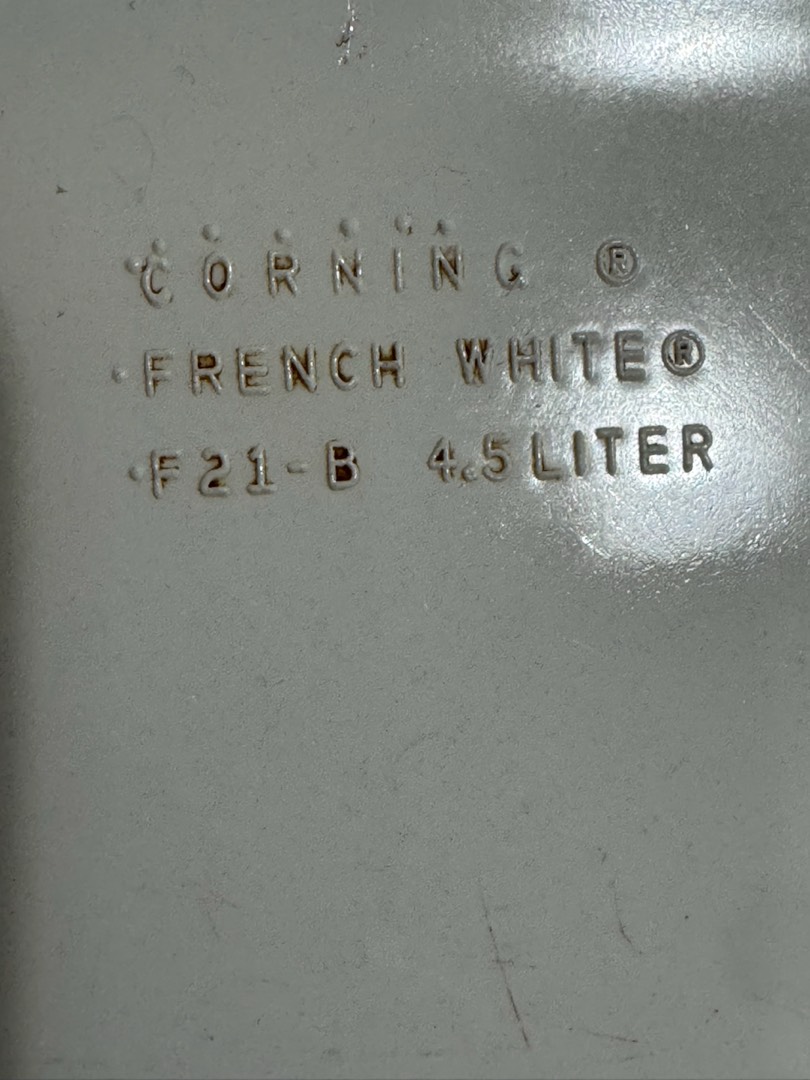 CORNING ®
FRENCH WHITE®
F21-B 4.5 LITER